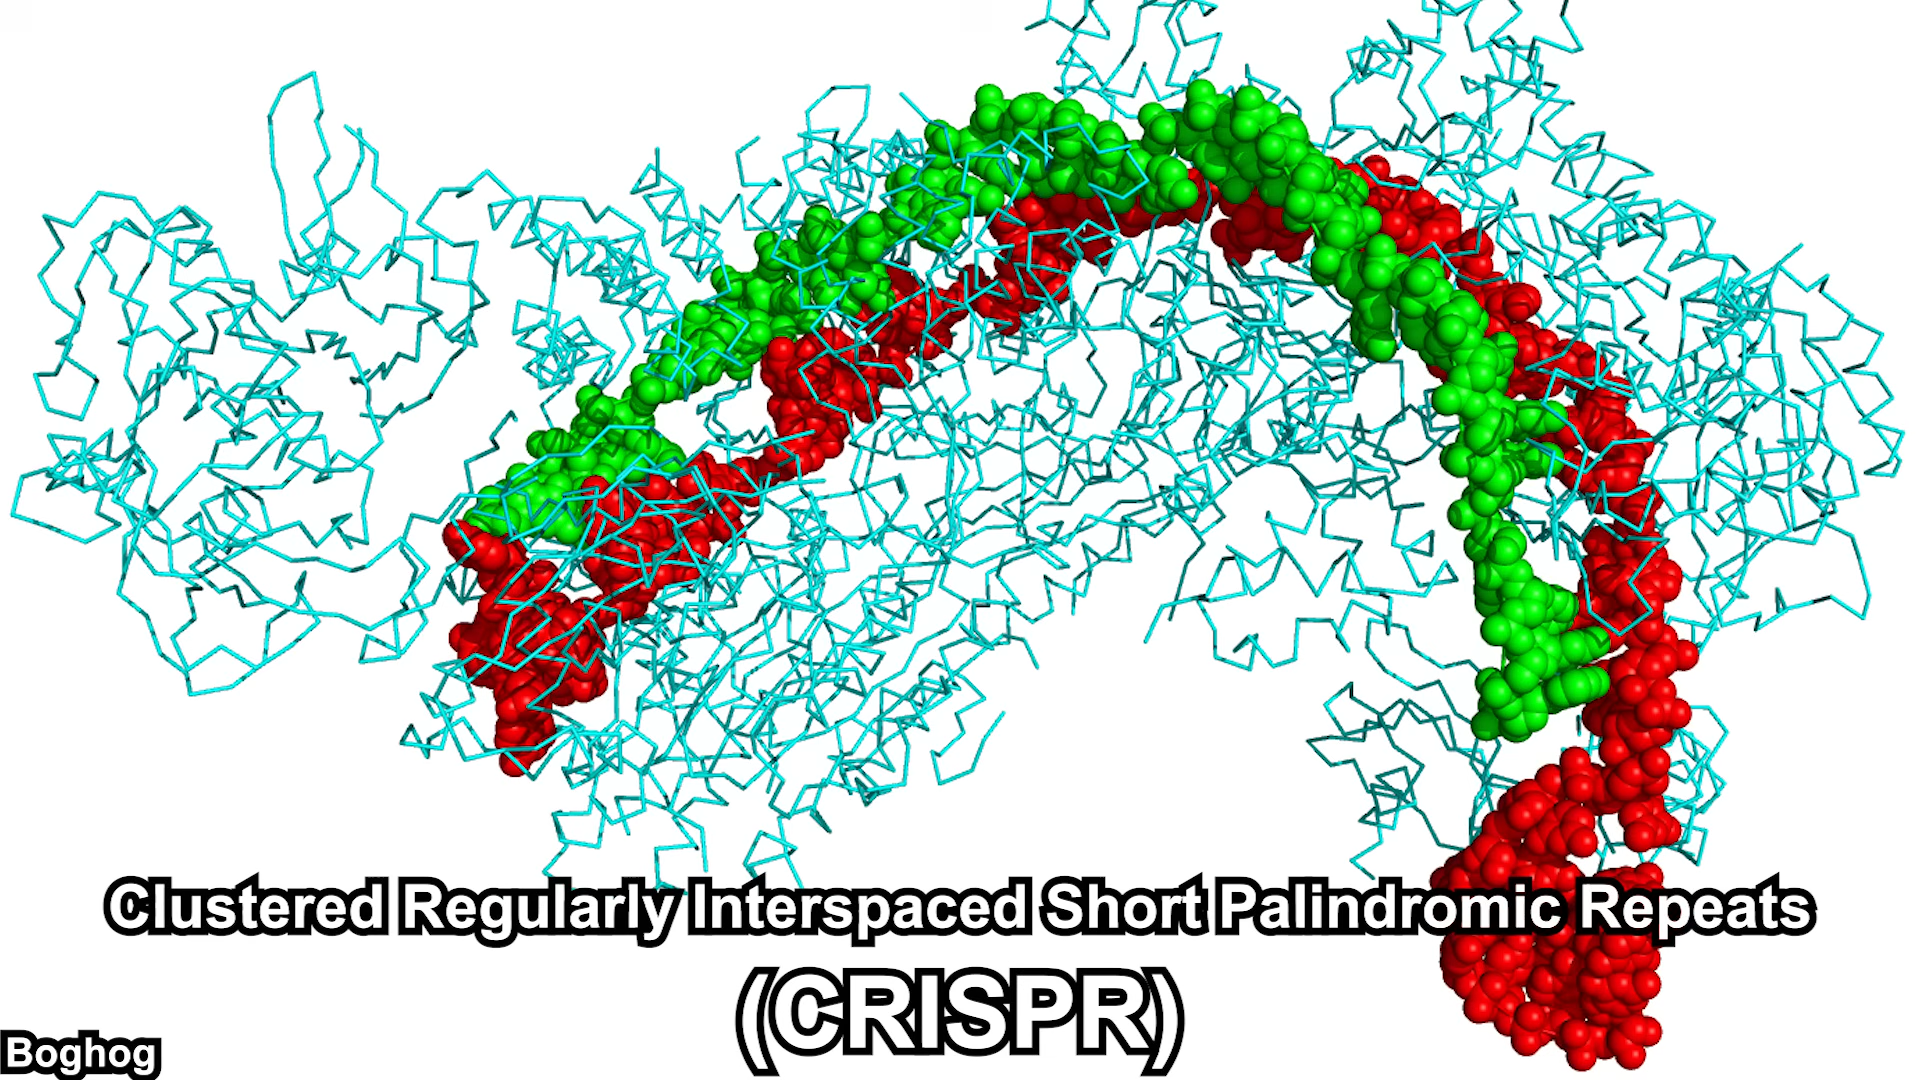 Clustered Regularly Interspaced Short Palindromic Repeats
(CRISPR)
Boghog